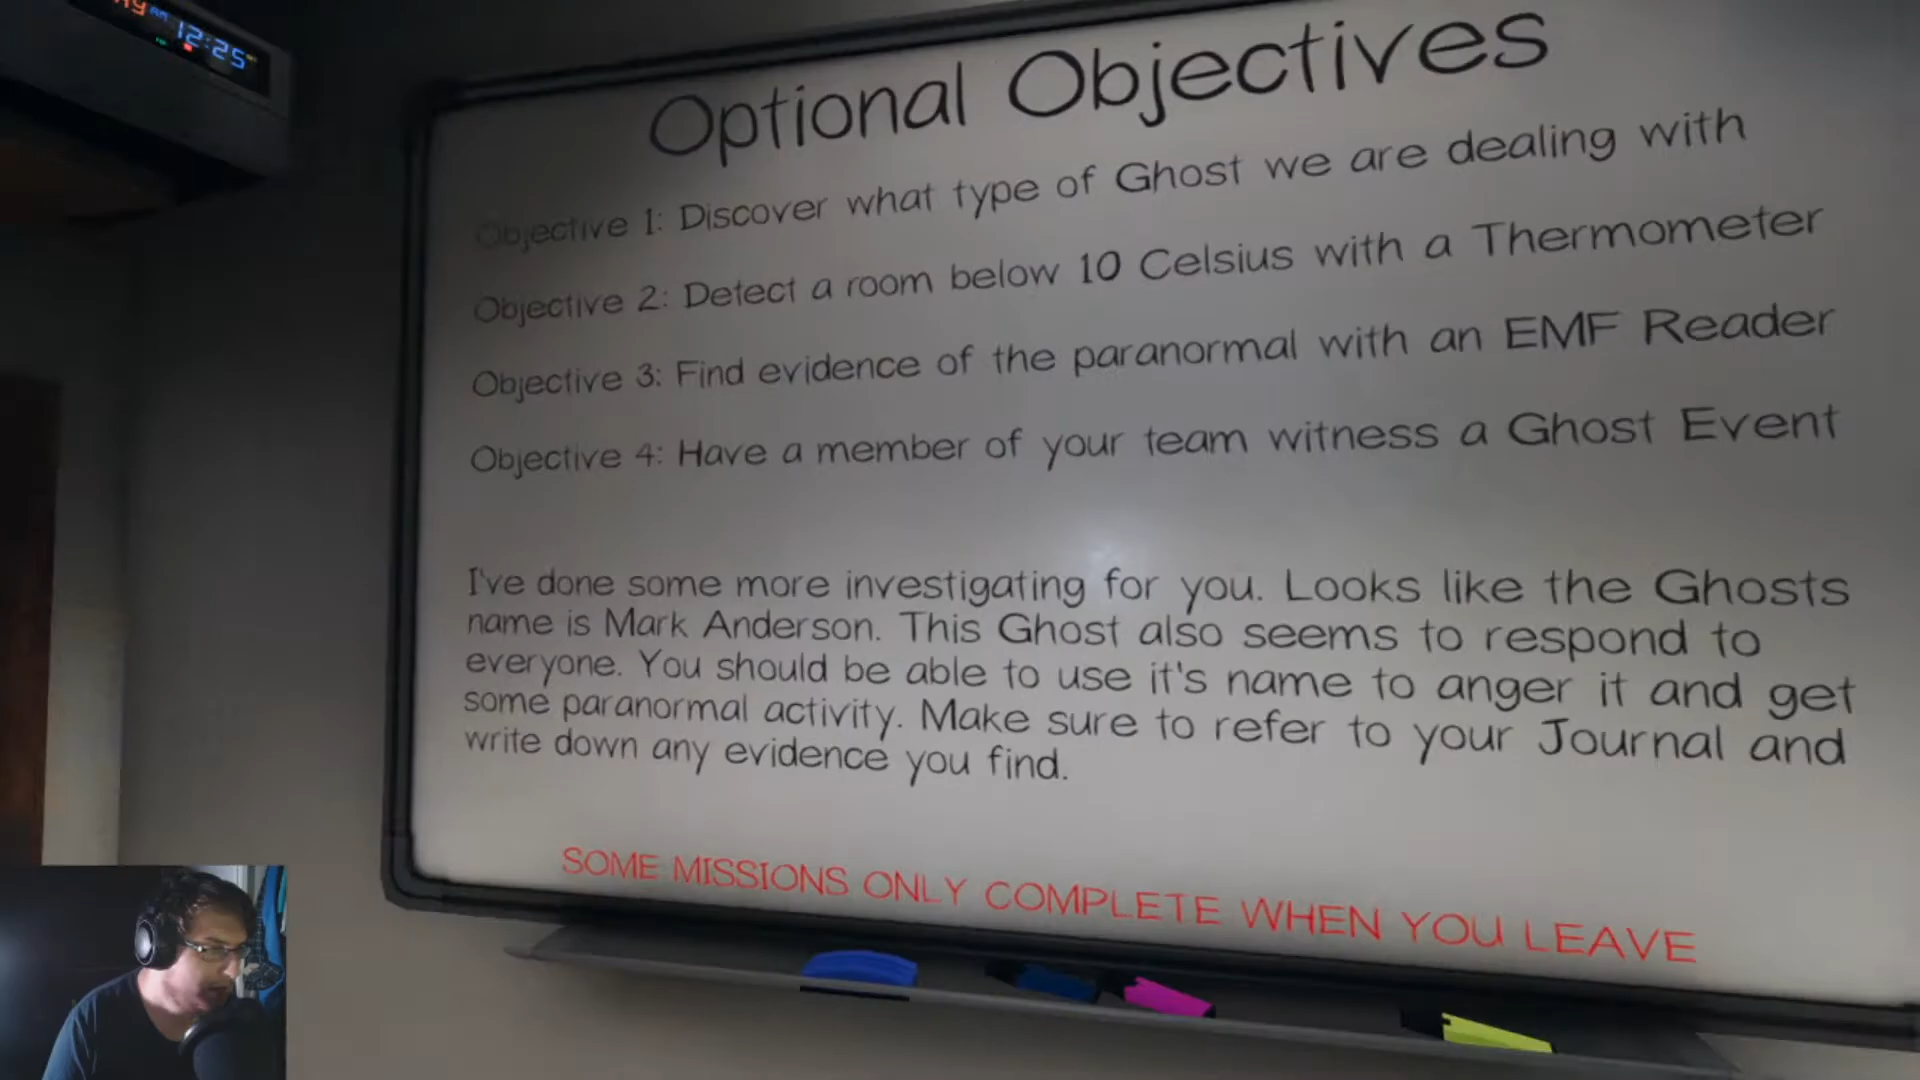 12:25
Optional Objectives
Objective 1: Discover what type of Ghost we are dealing with
Objective 2: Detect a room below 10 Celsius with a Thermometer
Objective 3: Find evidence of the paranormal with an EMF Reader
Objective 4: Have a member of your team witness a Ghost Event
I've done some more investigating for you. Looks like the Ghosts
name is Mark Anderson. This Ghost also seems to respond to
everyone. You should be able to use it's name to anger it and get
some paranormal activity. Make sure to refer to your Journal and
write down any evidence you find.
SOME MISSIONS ONLY COMPLETE WHEN YOU LEAVE